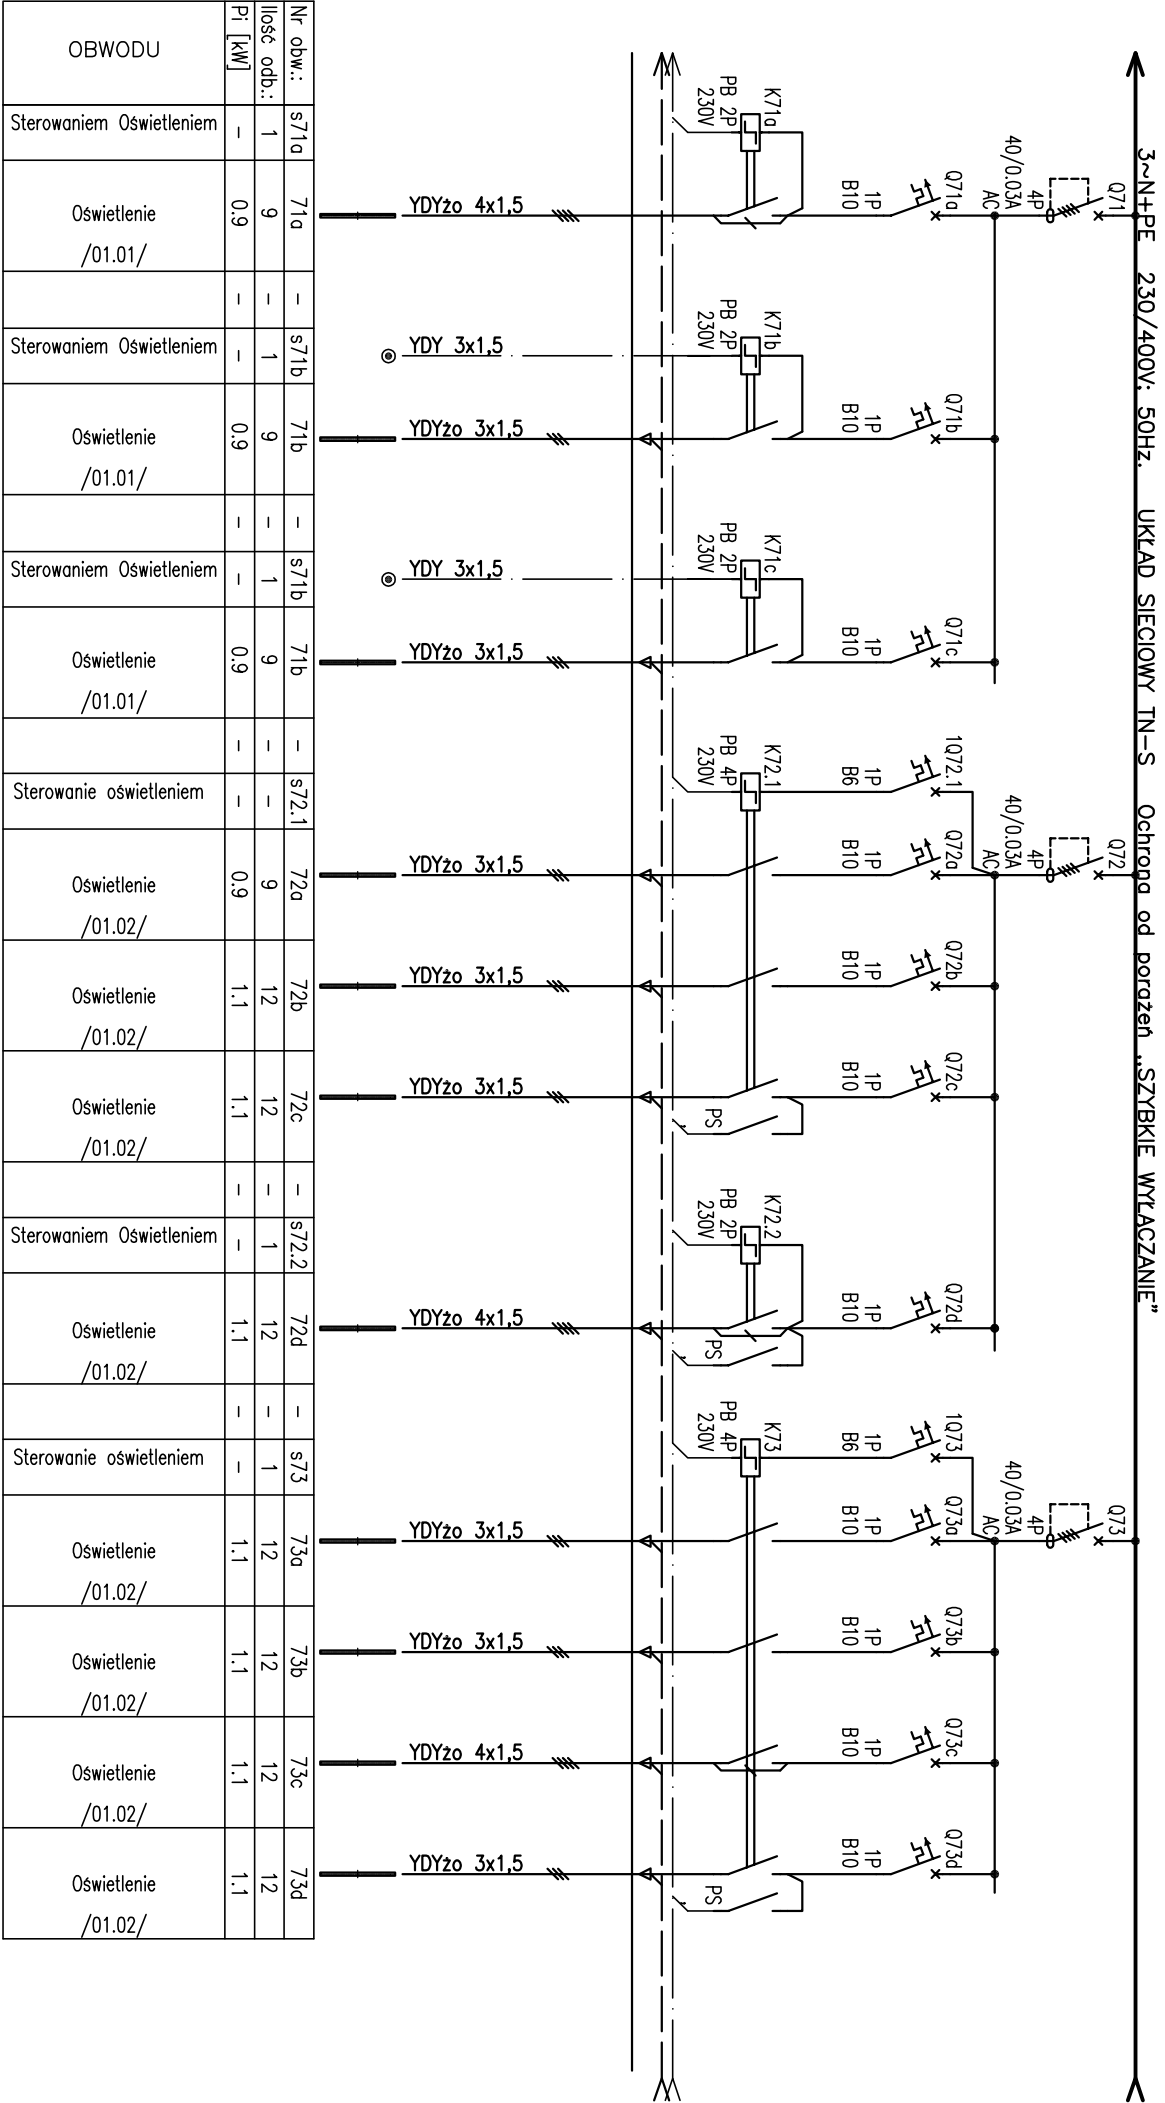 3~N+PE 230/400V; 50Hz. UKŁAD SIECIOWY TN-S Ochrona od porażeń ,,SZYBKIE WYŁĄCZANIE”
Q71
4P
40/0.03A
AC
Q71a
1P
B10
K71a
PB 2P
230V
YDYżo 4x1,5
Q71b
1P
B10
K71b
PB 2P
230V
YDY 3x1,5
YDYżo 3x1,5
Q71c
1P
B10
K71c
PB 2P
230V
YDY 3x1,5
YDYżo 3x1,5
Q72
4P
40/0.03A
AC
1Q72.1
1P
B6
K72.1
PB 4P
230V
Q72a
1P
B10
YDYżo 3x1,5
Q72b
1P
B10
YDYżo 3x1,5
Q72c
1P
B10
PS
YDYżo 3x1,5
K72.2
PB 2P
230V
Q72d
1P
B10
PS
YDYżo 4x1,5
Q73
4P
40/0.03A
AC
1Q73
1P
B6
K73
PB 4P
230V
Q73a
1P
B10
YDYżo 3x1,5
Q73b
1P
B10
YDYżo 3x1,5
Q73c
1P
B10
YDYżo 4x1,5
Q73d
1P
B10
PS
YDYżo 3x1,5
Nr obw.: s71a 71a - s71b 71b - s71b 71b - s72.1 72a 72b 72c - s72.2 72d - s73 73a 73b 73c 73d
Ilość odb.: 1 9 - 1 9 - 1 9 - - 9 12 12 - 1 12 - 1 12 12 12 12
Pi [kW] - 0.9 - - 0.9 - - 0.9 - - 0.9 1.1 1.1 - - 1.1 - - 1.1 1.1 1.1 1.1
OBWODU
Sterowaniem Oświetleniem
Oświetlenie
/01.01/
Sterowaniem Oświetleniem
Oświetlenie
/01.01/
Sterowaniem Oświetleniem
Oświetlenie
/01.01/
Sterowanie oświetleniem
Oświetlenie
/01.02/
Oświetlenie
/01.02/
Oświetlenie
/01.02/
Sterowaniem Oświetleniem
Oświetlenie
/01.02/
Sterowanie oświetleniem
Oświetlenie
/01.02/
Oświetlenie
/01.02/
Oświetlenie
/01.02/
Oświetlenie
/01.02/